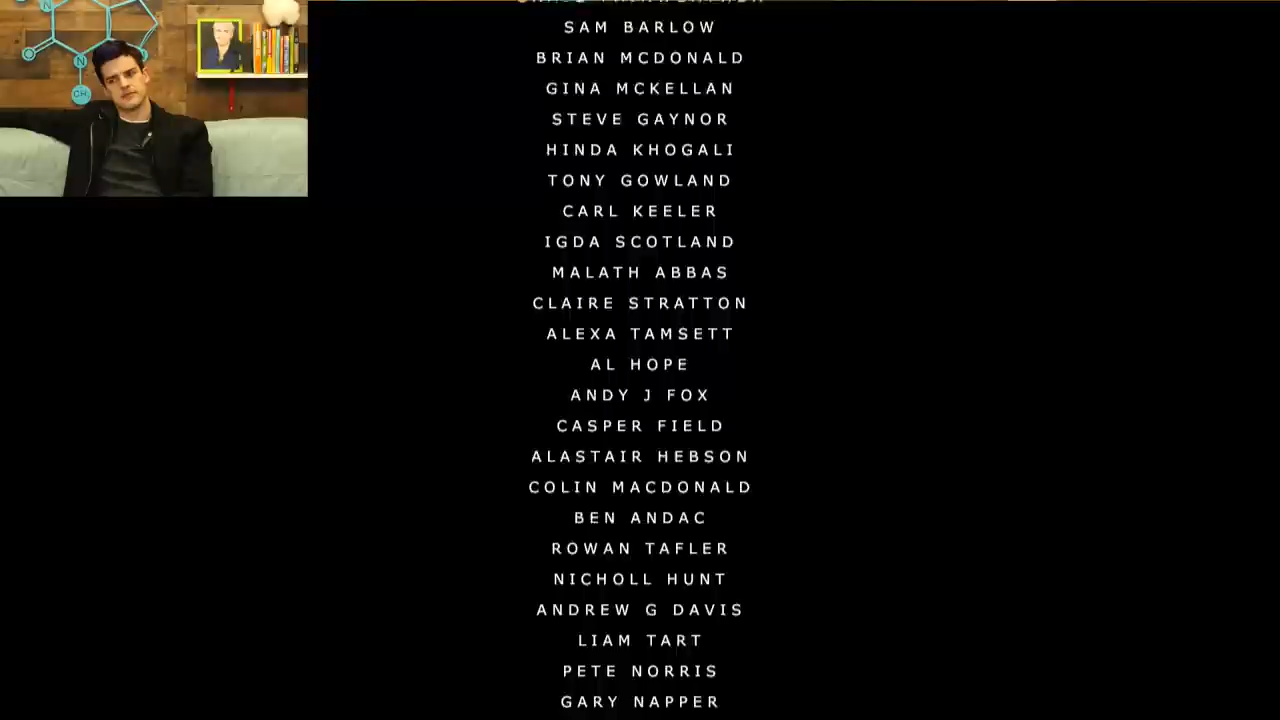 N
O
N
CH₃
SAM BARLOW
BRIAN MCDONALD
GINA MCKELLAN
STEVE GAYNOR
HINDA KHOGALI
TONY GOWLAND
CARL KEELER
IGDA SCOTLAND
MALATH ABBAS
CLAIRE STRATTON
ALEXA TAMSETT
AL HOPE
ANDY J FOX
CASPER FIELD
ALASTAIR HEBSON
COLIN MACDONALD
BEN ANDAC
ROWAN TAFLER
NICHOLL HUNT
ANDREW G DAVIS
LIAM TART
PETE NORRIS
GARY NAPPER